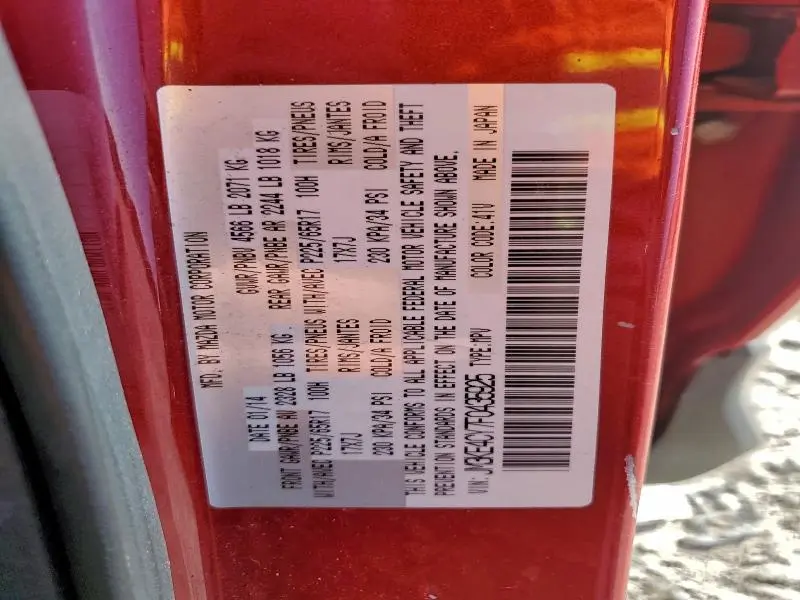 MFD. BY MAZDA MOTOR CORPORATION
DATE 01/14 GVWR/PNBV 4566 LB 2071 KG
FRONT GAWR/PNBE AV 2328 LB 1056 KG REAR GAWR/PNBE AR 2244 LB 1018 KG
WITH/AVEC P225/65R17 100H TIRES/PNEUS WITH/AVEC P225/65R17 100H TIRES/PNEUS
17X7J RIMS/JANTES 17X7J RIMS/JANTES
230 KPA/34 PSI COLD/A FROID 230 KPA/34 PSI COLD/A FROID
THIS VEHICLE CONFORMS TO ALL APPLICABLE FEDERAL MOTOR VEHICLE SAFETY AND THEFT
PREVENTION STANDARDS IN EFFECT ON THE DATE OF MANUFACTURE SHOWN ABOVE.
VIN: TYPE:MPV COLOR CODE:41V MADE IN JAPAN